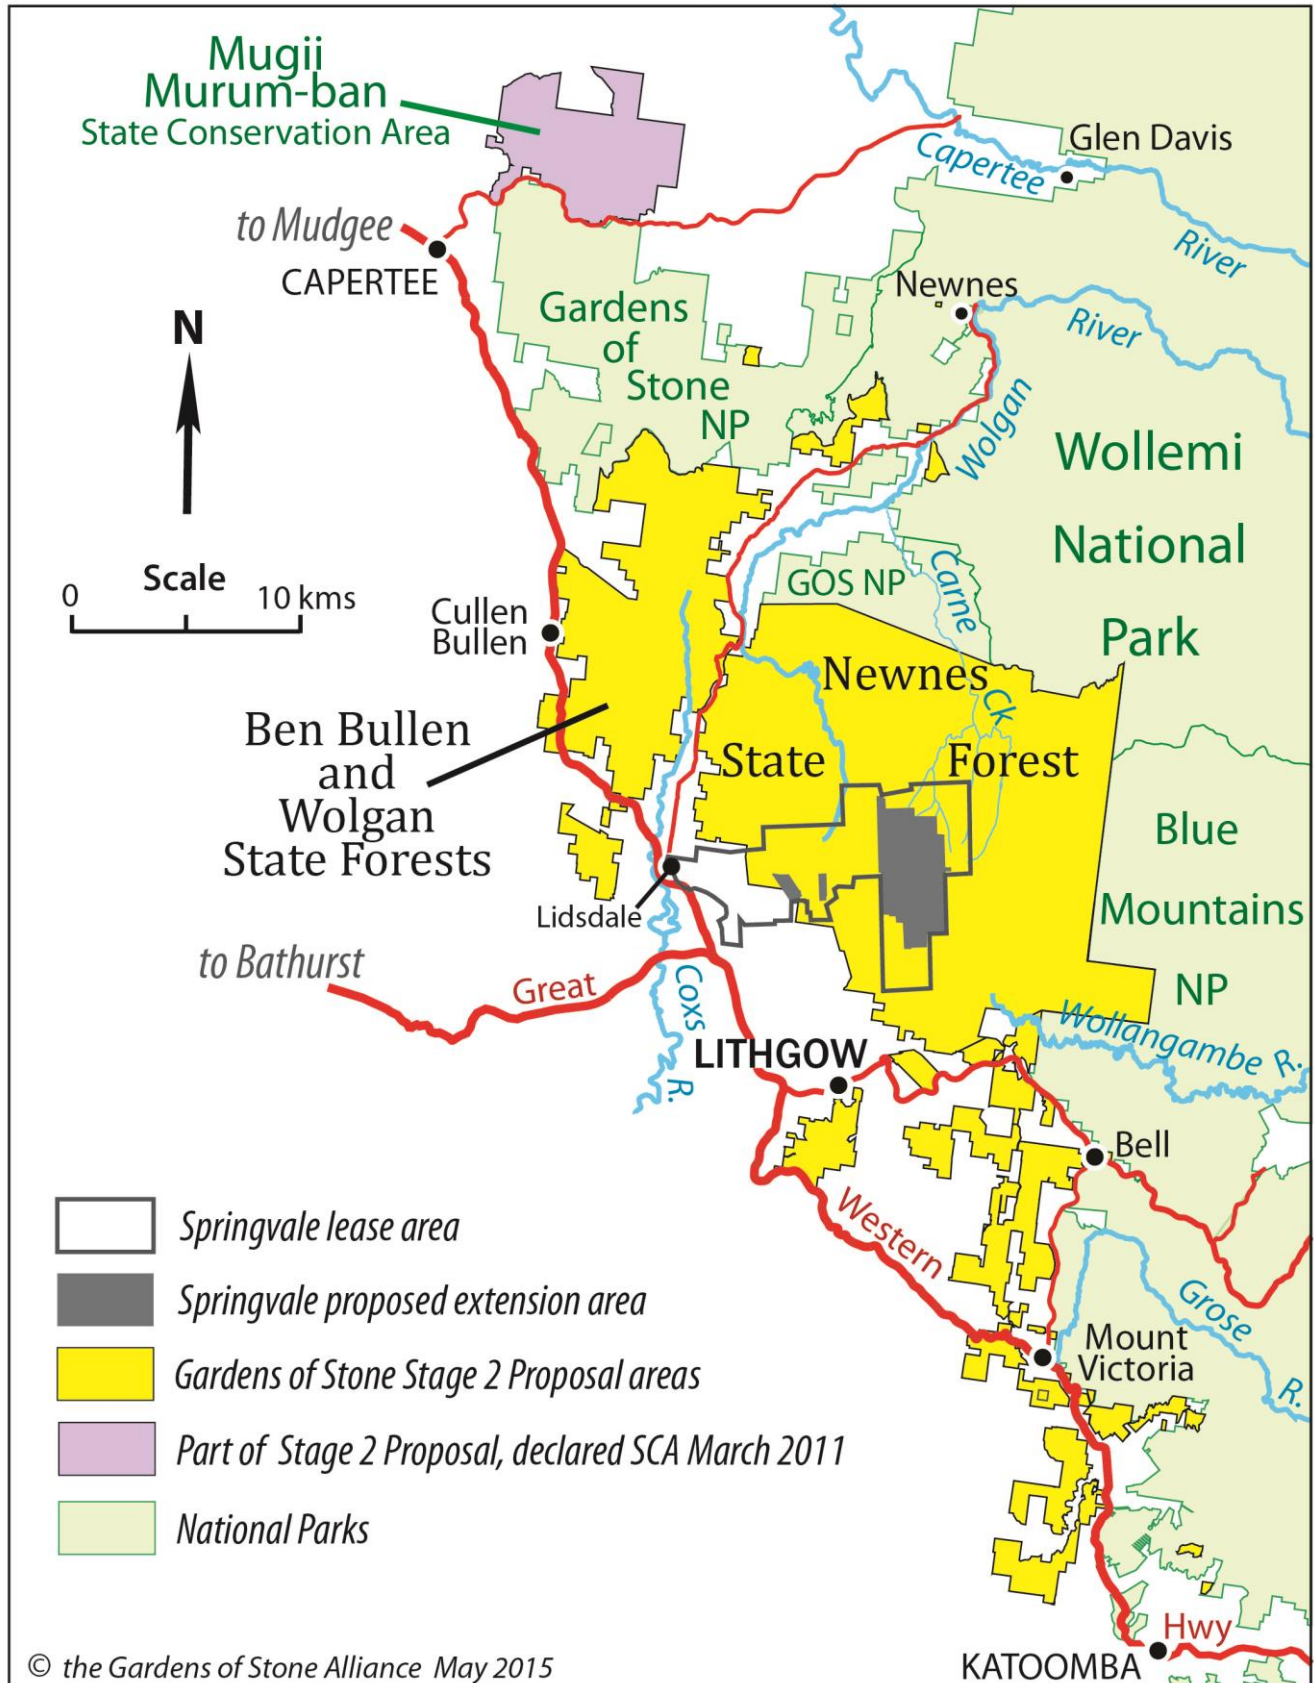 Mugii
Murum-ban
State Conservation Area
Glen Davis
Capertee
River
to Mudgee
CAPERTEE
Newnes
River
Gardens
of
Stone
NP
N
Wolgan
Wollemi
National
Park
Scale
0
10 kms
GOS NP
Carne
Ck
Cullen
Bullen
Newnes
State
Forest
Ben Bullen
and
Wolgan
State Forests
Blue
Mountains
NP
Lidsdale
to Bathurst
Great
Coxs
R.
Wollangambe R.
LITHGOW
Bell
Western
Grose
R.
Mount
Victoria
Springvale lease area
Springvale proposed extension area
Gardens of Stone Stage 2 Proposal areas
Part of Stage 2 Proposal, declared SCA March 2011
National Parks
Hwy
KATOOMBA
© the Gardens of Stone Alliance May 2015